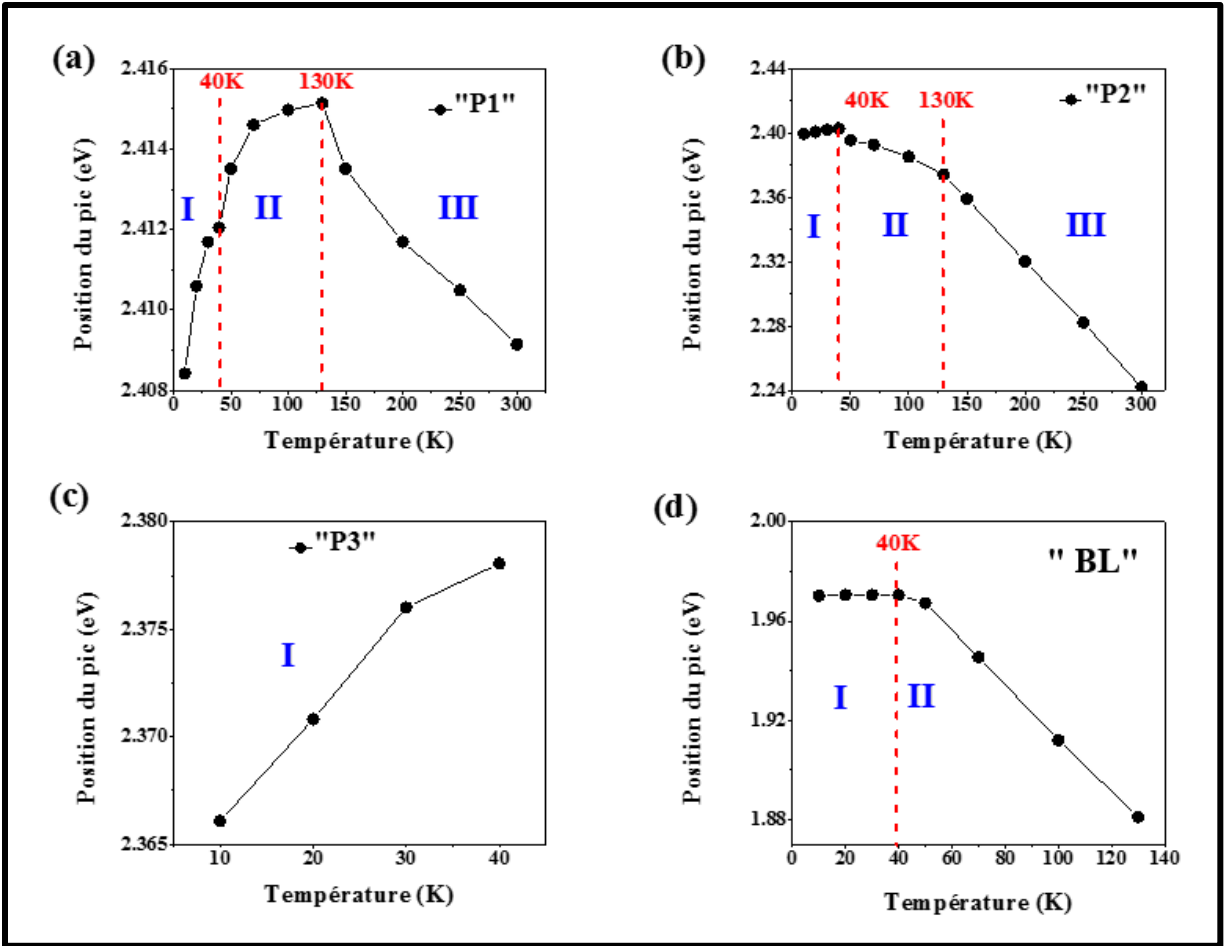 (a)
2.416
2.414
2.412
2.410
2.408
Position du pic (eV)
40K
130K
"P1"
I
II
III
0
50
100
150
200
250
300
Température (K)
(b)
2.44
2.40
2.36
2.32
2.28
2.24
Position du pic (eV)
40K
130K
"P2"
I
II
III
0
50
100
150
200
250
300
Température (K)
(c)
2.380
2.375
2.370
2.365
Position du pic (eV)
"P3"
I
10
20
30
40
Température (K)
(d)
2.00
1.96
1.92
1.88
Position du pic (eV)
40K
" BL"
I
II
0
20
40
60
80
100
120
140
Température (K)